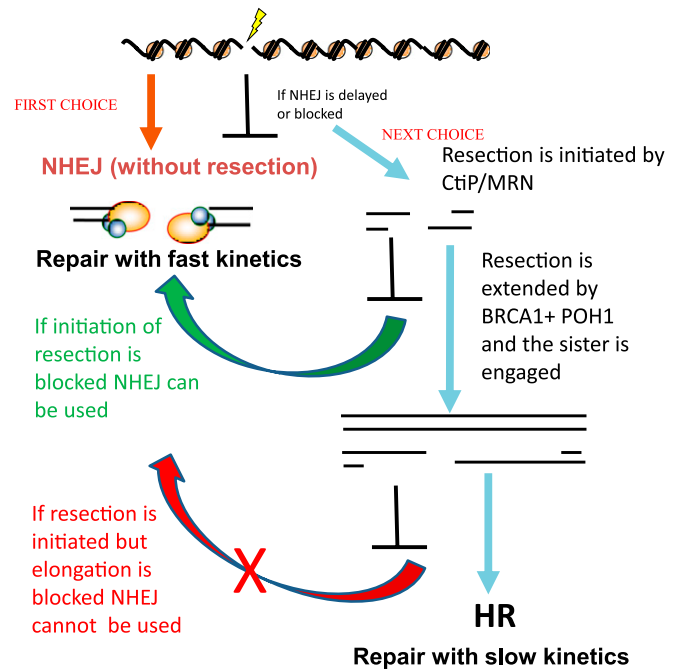 FIRST CHOICE
If NHEJ is delayed
or blocked
NEXT CHOICE
NHEJ (without resection)
Resection is initiated by
CtiP/MRN
Repair with fast kinetics
Resection is
extended by
BRCA1+ POH1
and the sister is
engaged
If initiation of
resection is
blocked NHEJ can
be used
If resection is
initiated but
elongation is
blocked NHEJ
cannot be used
X
HR
Repair with slow kinetics